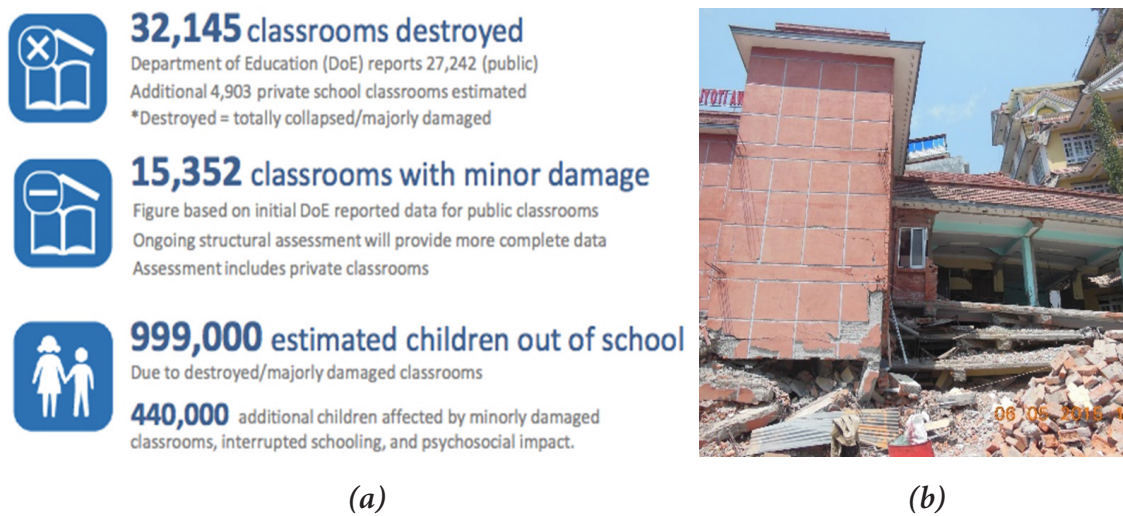 32,145 classrooms destroyed
Department of Education (DoE) reports 27,242 (public)
Additional 4,903 private school classrooms estimated
*Destroyed = totally collapsed/majorly damaged
15,352 classrooms with minor damage
Figure based on initial DoE reported data for public classrooms
Ongoing structural assessment will provide more complete data
Assessment includes private classrooms
999,000 estimated children out of school
Due to destroyed/majorly damaged classrooms
440,000 additional children affected by minorly damaged
classrooms, interrupted schooling, and psychosocial impact.
(a)
JYOTI
06 05
(b)